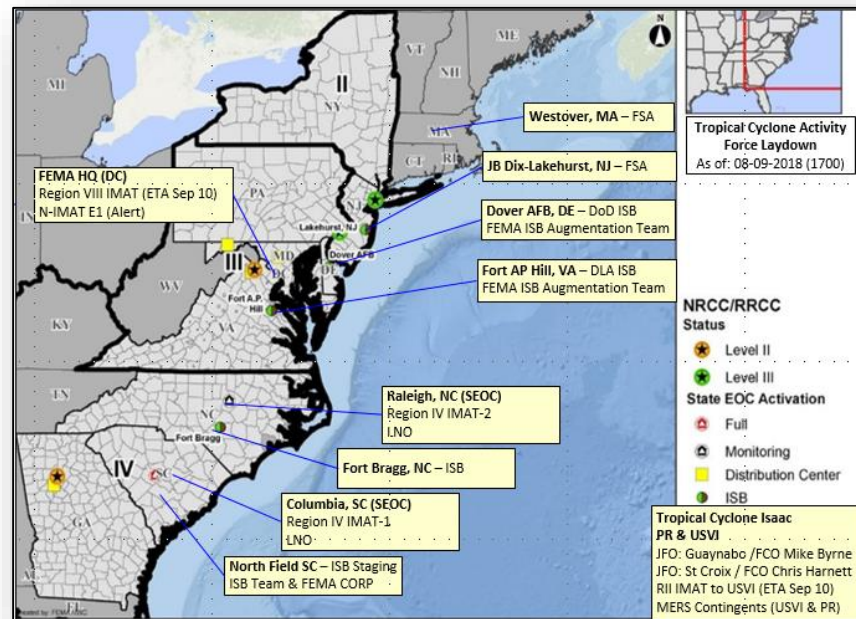 ME
VT
NH
MI
II
NY
MA
CT
RI
N
Westover, MA – FSA
JB Dix-Lakehurst, NJ – FSA
Tropical Cyclone Activity
Force Laydown
As of: 08-09-2018 (1700)
FEMA HQ (DC)
Region VIII IMAT (ETA Sep 10)
N-IMAT E1 (Alert)
PA
NJ
Lakehurst, NJ
Dover AFB, DE – DoD ISB
FEMA ISB Augmentation Team
MD
DC
DE
Dover AFB
III
WV
Fort A.P.
Hill
VA
KY
Fort AP Hill, VA – DLA ISB
FEMA ISB Augmentation Team
NRCC/RRCC
Status
Level II
Level III
State EOC Activation
Full
Monitoring
Distribution Center
ISB
TN
NC
Fort Bragg
Raleigh, NC (SEOC)
Region IV IMAT-2
LNO
Fort Bragg, NC – ISB
IV
SC
GA
Columbia, SC (SEOC)
Region IV IMAT-1
LNO
North Field SC – ISB Staging
ISB Team & FEMA CORP
Tropical Cyclone Isaac
PR & USVI
JFO: Guaynabo /FCO Mike Byrne
JFO: St Croix / FCO Chris Harnett
RII IMAT to USVI (ETA Sep 10)
MERS Contingents (USVI & PR)
FL